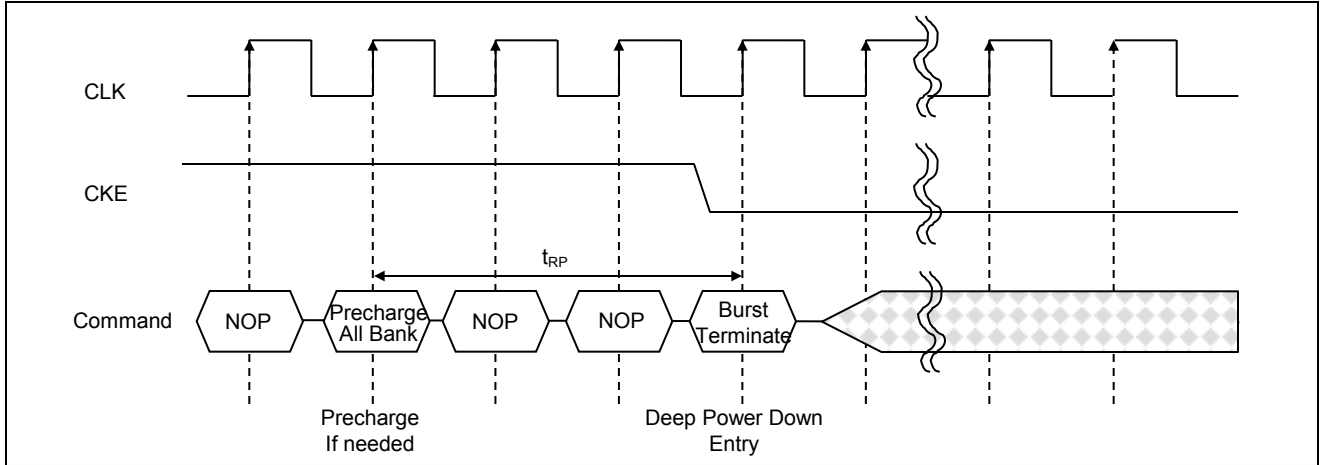 CLK
CKE
tRP
Command
NOP
Precharge
All Bank
NOP
NOP
Burst
Terminate
Precharge
If needed
Deep Power Down
Entry